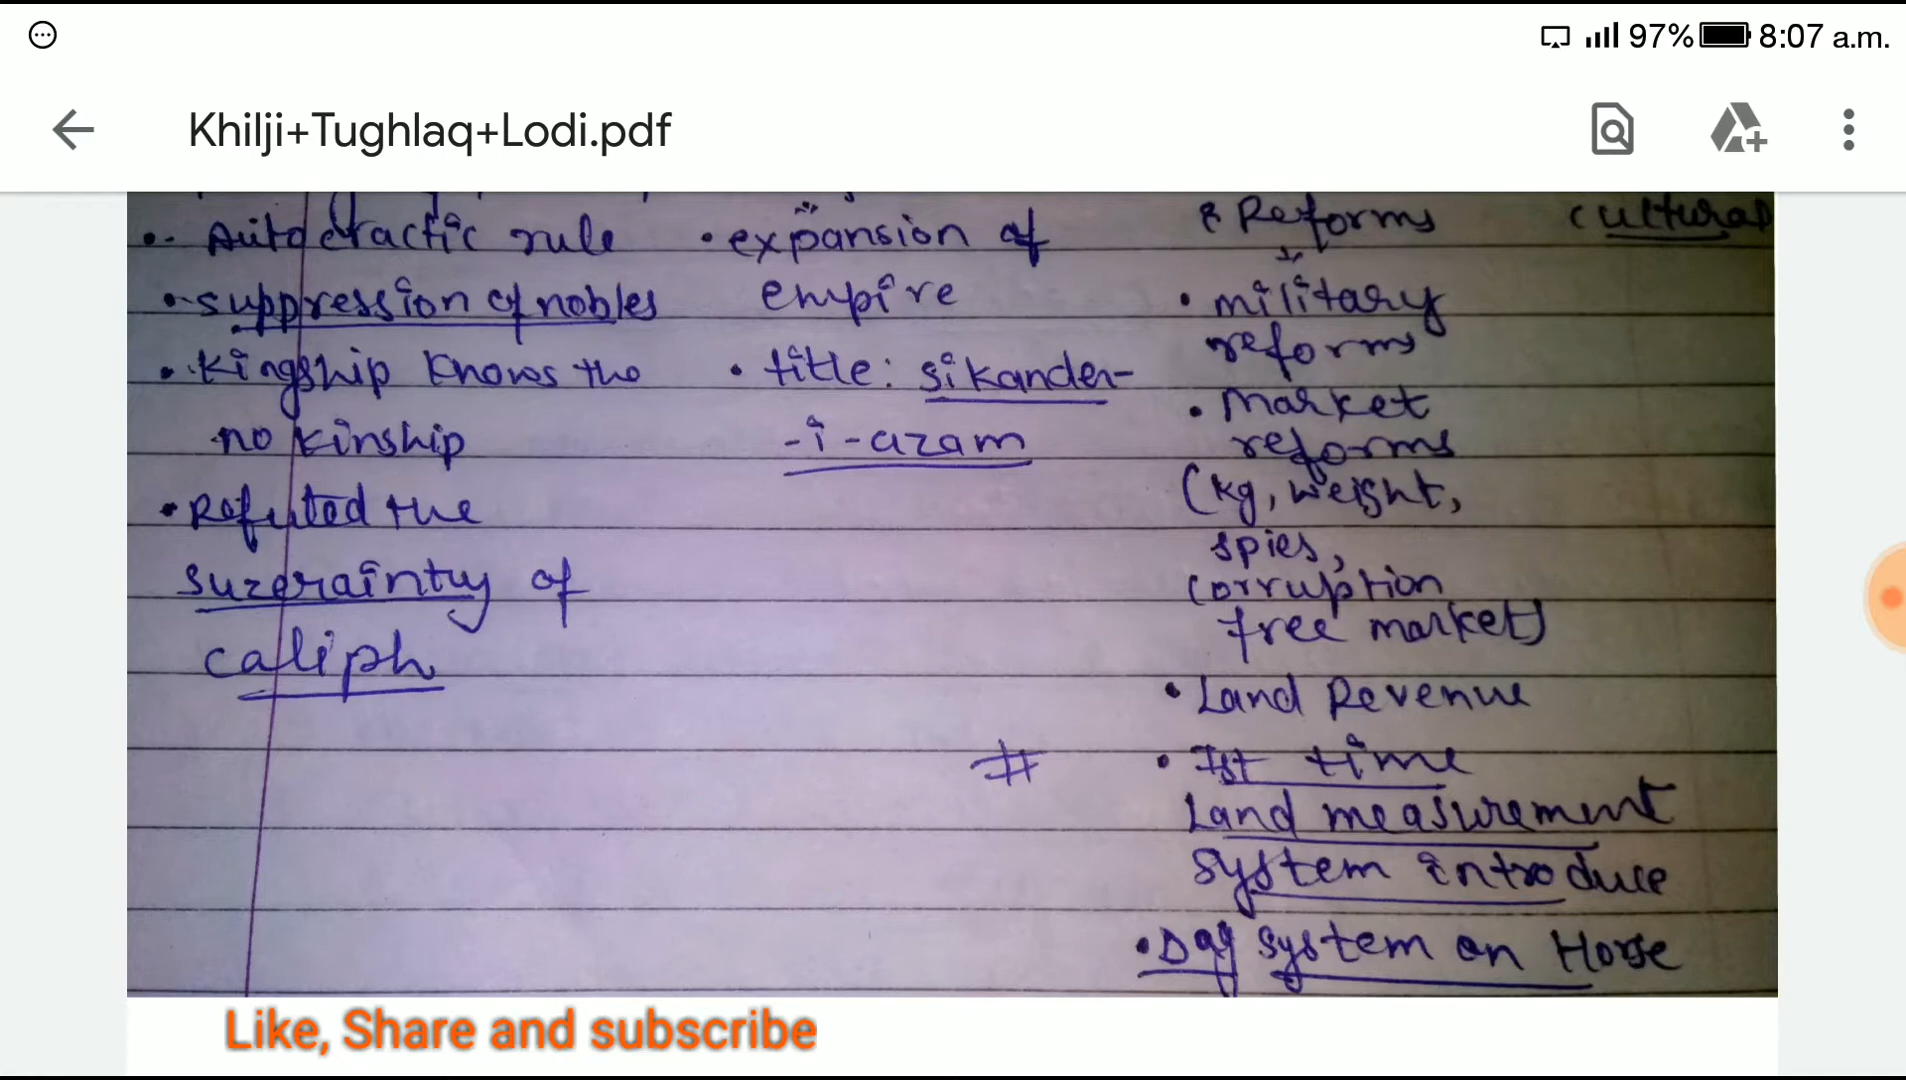 97% 8:07 a.m.
Khilji+Tughlaq+Lodi.pdf
• Autocractic rule
• suppression of nobles
• Kingship knows the
no kinship
• Refuted the
suzerainty of
caliph
• expansion of
empire
• title: sikander-
-i-azam
& Reforms
• military
reforms
• Market
reforms
(kg, weight,
spies,
corruption
free market)
• Land Revenue
# • Ist time
Land measurement
system introduce
• Dag system on Horse
cultural
Like, Share and subscribe